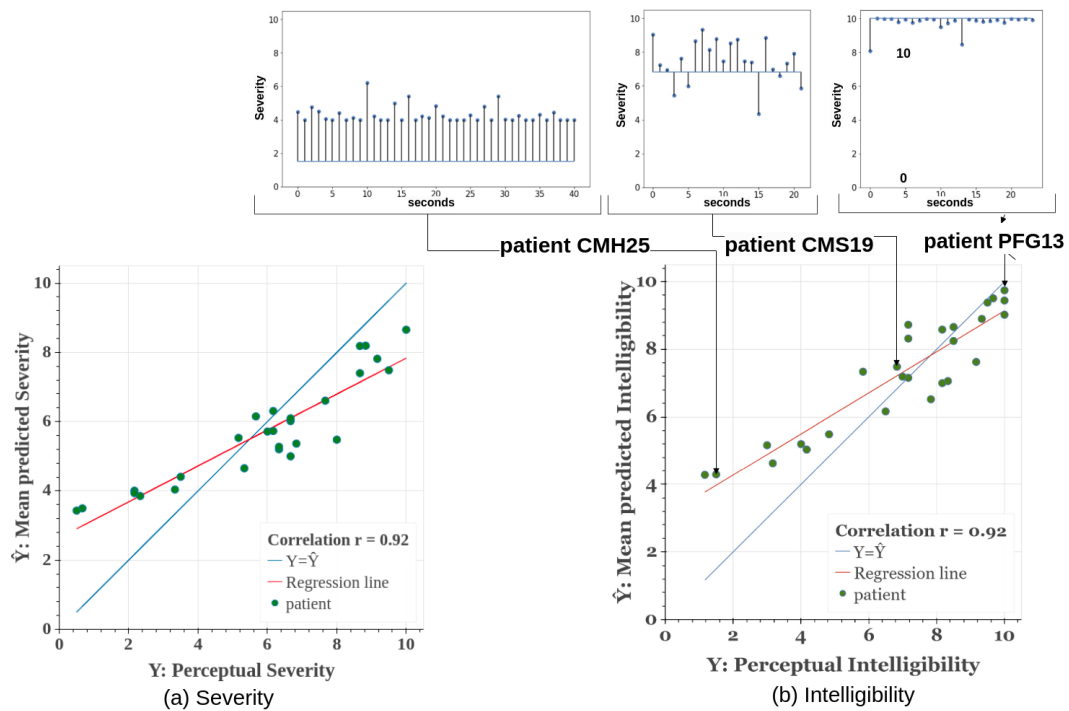 10
8
6
4
2
0
Severity
0 5 10 15 20 25 30 35 40
seconds
10
8
6
4
2
0
Severity
0 5 10 15 20
seconds
10
8
6
4
2
0
Severity
10
0
0 5 10 15 20
seconds
patient CMH25
patient CMS19
patient PFG13
10
8
6
4
2
0
Ŷ: Mean predicted Severity
Correlation r = 0.92
Y=Ŷ
Regression line
patient
0 2 4 6 8 10
Y: Perceptual Severity
(a) Severity
10
8
6
4
2
0
Ŷ: Mean predicted Intelligibility
Correlation r = 0.92
Y=Ŷ
Regression line
patient
0 2 4 6 8 10
Y: Perceptual Intelligibility
(b) Intelligibility